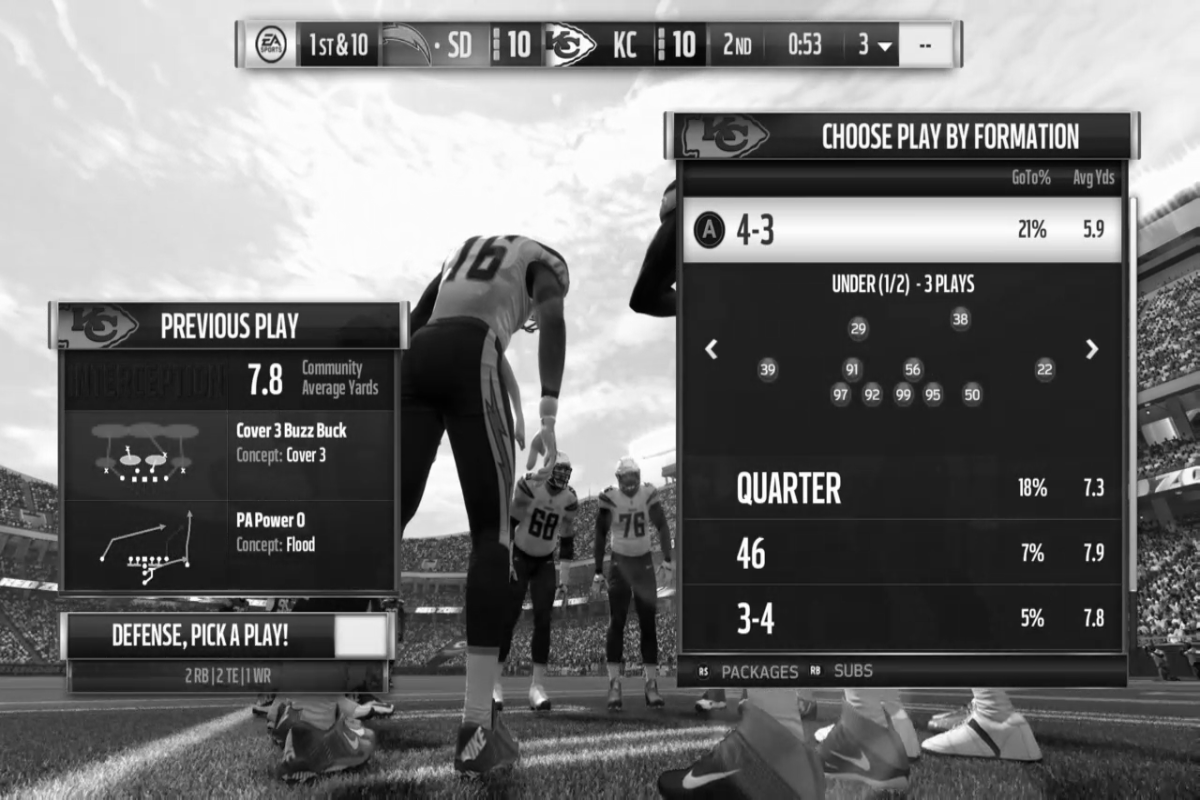 EA SPORTS 1ST & 10 · SD 10 KC 10 2ND 0:53 3 --
KC CHOOSE PLAY BY FORMATION
GoTo% Avg Yds
A 4-3 21% 5.9
UNDER (1/2) - 3 PLAYS
29 38
39 91 56 22
97 92 99 95 50
QUARTER 18% 7.3
46 7% 7.9
3-4 5% 7.8
RS PACKAGES RB SUBS
KC PREVIOUS PLAY
INTERCEPTION 7.8 Community
Average Yards
Cover 3 Buzz Buck
Concept: Cover 3
PA Power O
Concept: Flood
DEFENSE, PICK A PLAY!
2 RB | 2 TE | 1 WR
16
68
76